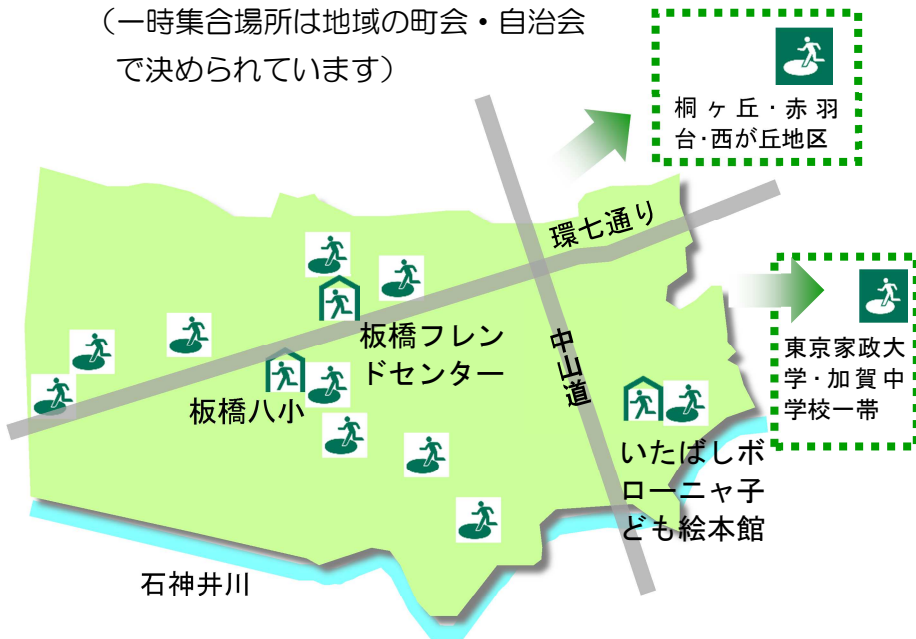 （一時集合場所は地域の町会・自治会
で決められています）
桐ヶ丘・赤羽
台・西が丘地区
環七通り
板橋フレン
ドセンター
中山道
東京家政大
学・加賀中
学校一帯
板橋八小
いたばしボ
ローニャ子
ども絵本館
石神井川